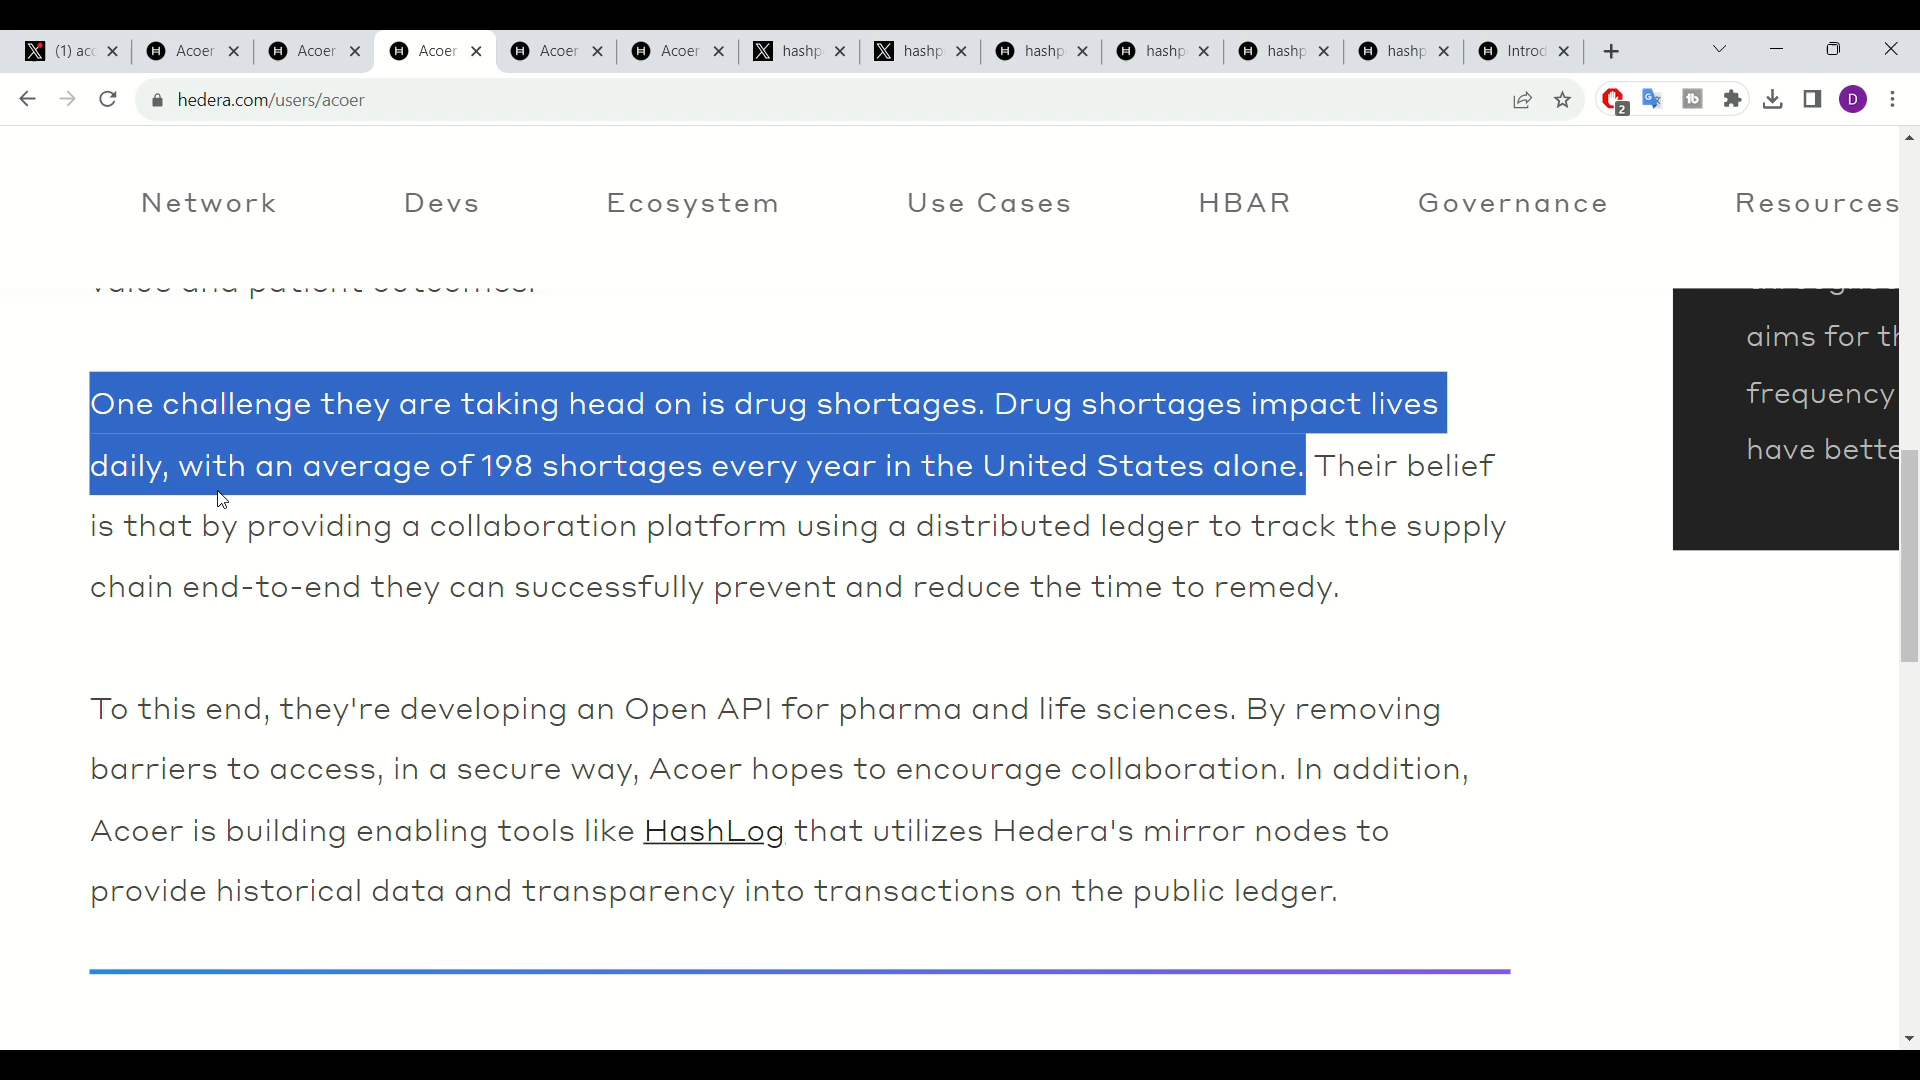 (1) acc
Acoer
Acoer
Acoer
Acoer
Acoer
hashp
hashp
hashp
hashp
hashp
hashp
Introd
hedera.com/users/acoer
2
D
Network
Devs
Ecosystem
Use Cases
HBAR
Governance
Resources
value and patient outcomes.
One challenge they are taking head on is drug shortages. Drug shortages impact lives
daily, with an average of 198 shortages every year in the United States alone. Their belief
is that by providing a collaboration platform using a distributed ledger to track the supply
chain end-to-end they can successfully prevent and reduce the time to remedy.
To this end, they're developing an Open API for pharma and life sciences. By removing
barriers to access, in a secure way, Acoer hopes to encourage collaboration. In addition,
Acoer is building enabling tools like HashLog that utilizes Hedera's mirror nodes to
provide historical data and transparency into transactions on the public ledger.
aims for th
frequency
have bette